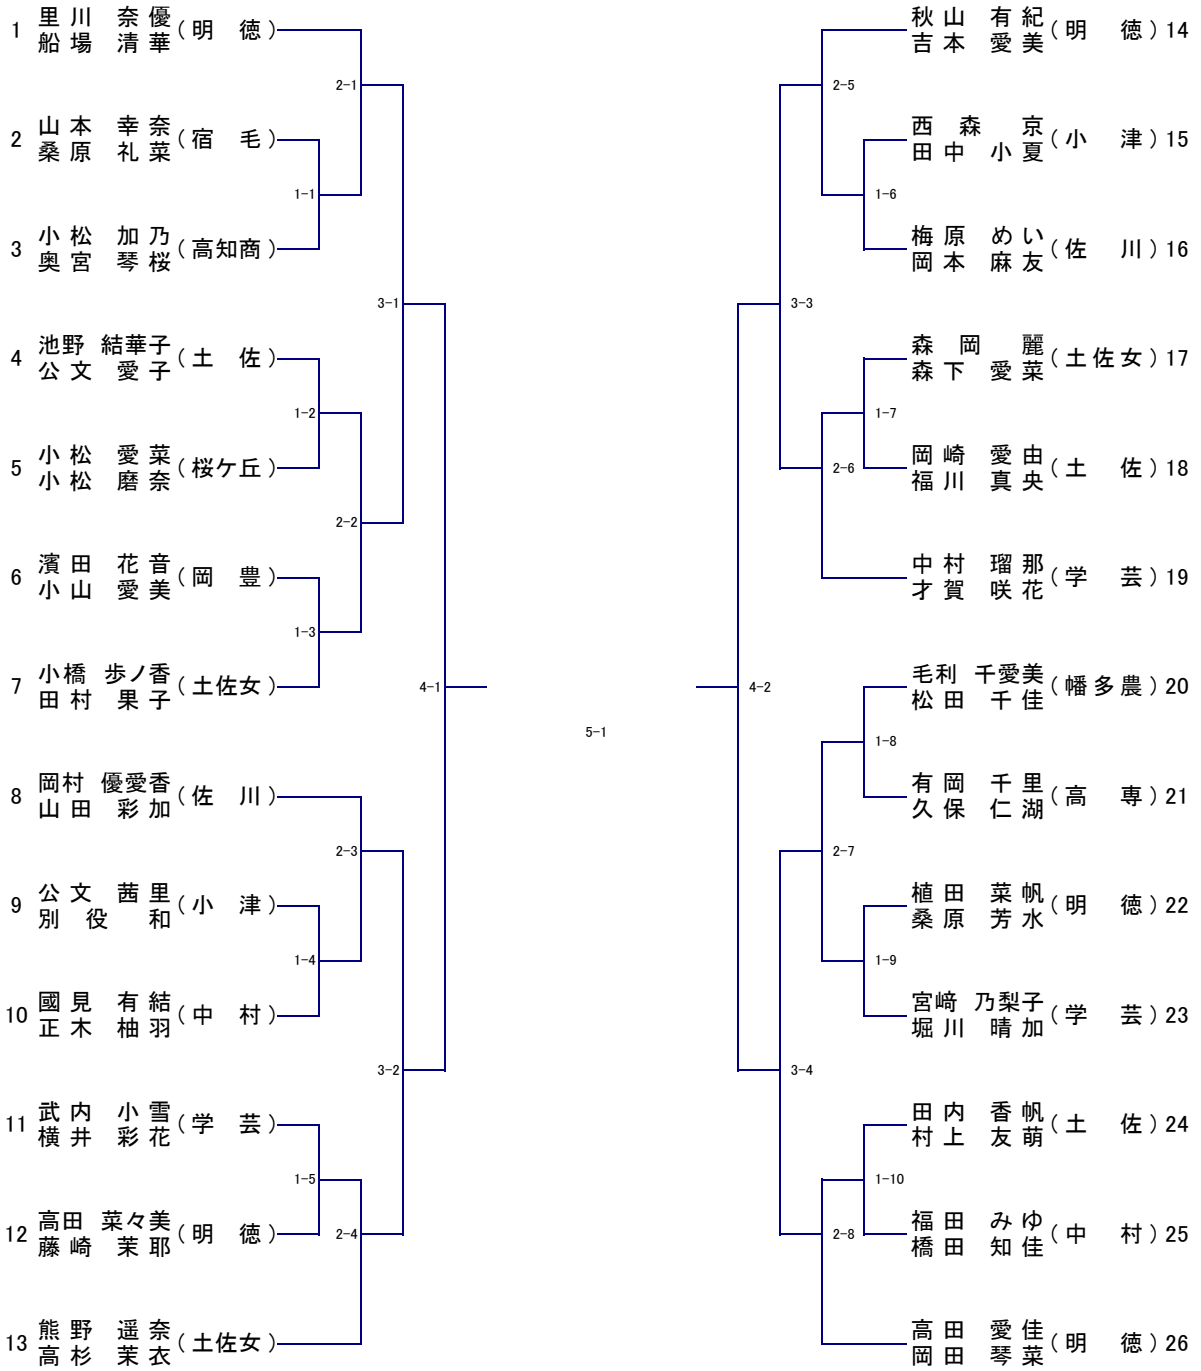 1 里川 奈優 (明 徳)
船場 清華
2-1
2 山本 幸奈 (宿 毛)
桑原 礼菜
1-1
3 小松 加乃 (高知商)
奥宮 琴桜
3-1
4 池野 結華子 (土 佐)
公文 愛子
1-2
5 小松 愛菜 (桜ケ丘)
小松 磨奈
2-2
6 濱田 花音 (岡 豊)
小山 愛美
1-3
7 小橋 歩ノ香 (土佐女)
田村 果子
4-1
8 岡村 優愛香 (佐 川)
山田 彩加
2-3
9 公文 茜里 (小 津)
別役 和
1-4
10 國見 有結 (中 村)
正木 柚羽
3-2
11 武内 小雪 (学 芸)
横井 彩花
1-5
12 高田 菜々美 (明 徳)
藤崎 茉耶
2-4
13 熊野 遥奈 (土佐女)
高杉 茉衣
5-1
秋山 有紀 (明 徳) 14
吉本 愛美
2-5
西森 京 (小 津) 15
田中 小夏
1-6
梅原 めい (佐 川) 16
岡本 麻友
3-3
森岡 麗 (土佐女) 17
森下 愛菜
1-7
岡崎 愛由 (土 佐) 18
福川 真央
2-6
中村 瑠那 (学 芸) 19
才賀 咲花
4-2
毛利 千愛美 (幡多農) 20
松田 千佳
1-8
有岡 千里 (高 専) 21
久保 仁湖
2-7
植田 菜帆 (明 徳) 22
桑原 芳水
1-9
宮﨑 乃梨子 (学 芸) 23
堀川 晴加
3-4
田内 香帆 (土 佐) 24
村上 友萌
1-10
福田 みゆ (中 村) 25
橋田 知佳
2-8
高田 愛佳 (明 徳) 26
岡田 琴菜